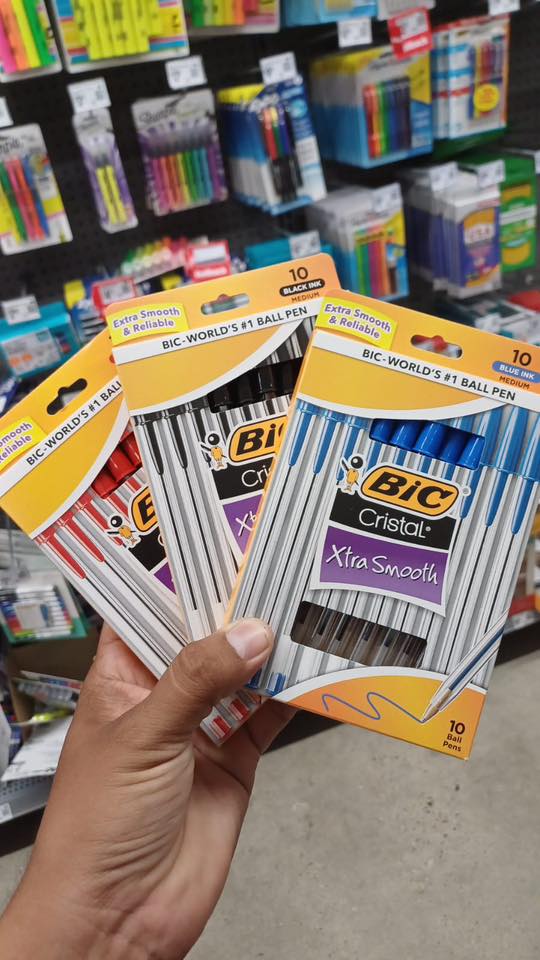 Smooth
Reliable
BIC-WORLD'S #1 BALL
Extra Smooth
& Reliable
10
BLACK INK
MEDIUM
BIC-WORLD'S #1 BALL PEN
BiC
Cris
Xt
Extra Smooth
& Reliable
10
BLUE INK
MEDIUM
BIC-WORLD'S #1 BALL PEN
BiC
Cristal
Xtra Smooth
10
Ball
Pens